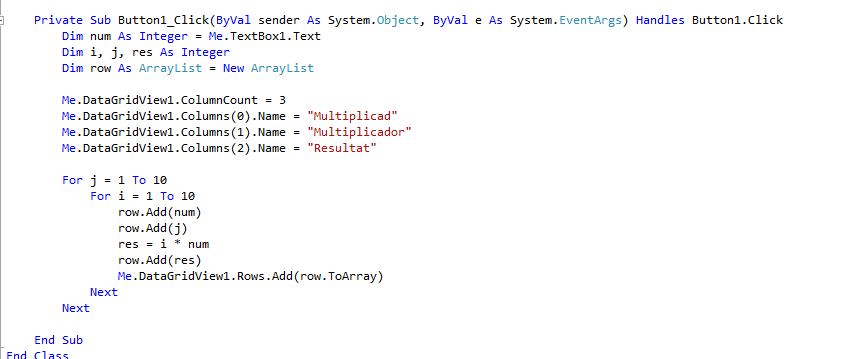 Private Sub Button1_Click(ByVal sender As System.Object, ByVal e As System.EventArgs) Handles Button1.Click
Dim num As Integer = Me.TextBox1.Text
Dim i, j, res As Integer
Dim row As ArrayList = New ArrayList
Me.DataGridView1.ColumnCount = 3
Me.DataGridView1.Columns(0).Name = "Multiplicad"
Me.DataGridView1.Columns(1).Name = "Multiplicador"
Me.DataGridView1.Columns(2).Name = "Resultat"
For j = 1 To 10
For i = 1 To 10
row.Add(num)
row.Add(j)
res = i * num
row.Add(res)
Me.DataGridView1.Rows.Add(row.ToArray)
Next
Next
End Sub
End Class